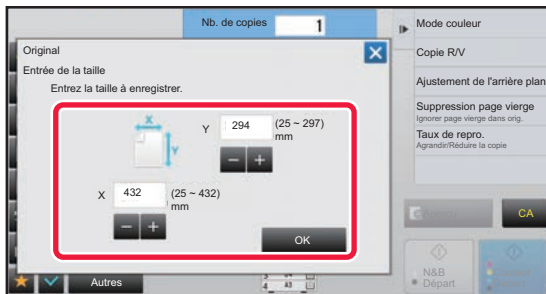 Nb. de copies 1
Original
Entrée de la taille
Entrez la taille à enregistrer.
X
Y
Y 294 (25 ~ 297)
mm
X 432 (25 ~ 432)
mm
OK
Autres
Mode couleur
Copie R/V
Ajustement de l'arrière plan
Suppression page vierge
Ignorer page vierge dans orig.
Taux de repro.
Agrandir/Réduire la copie
CA
N&B
Départ
4 A3